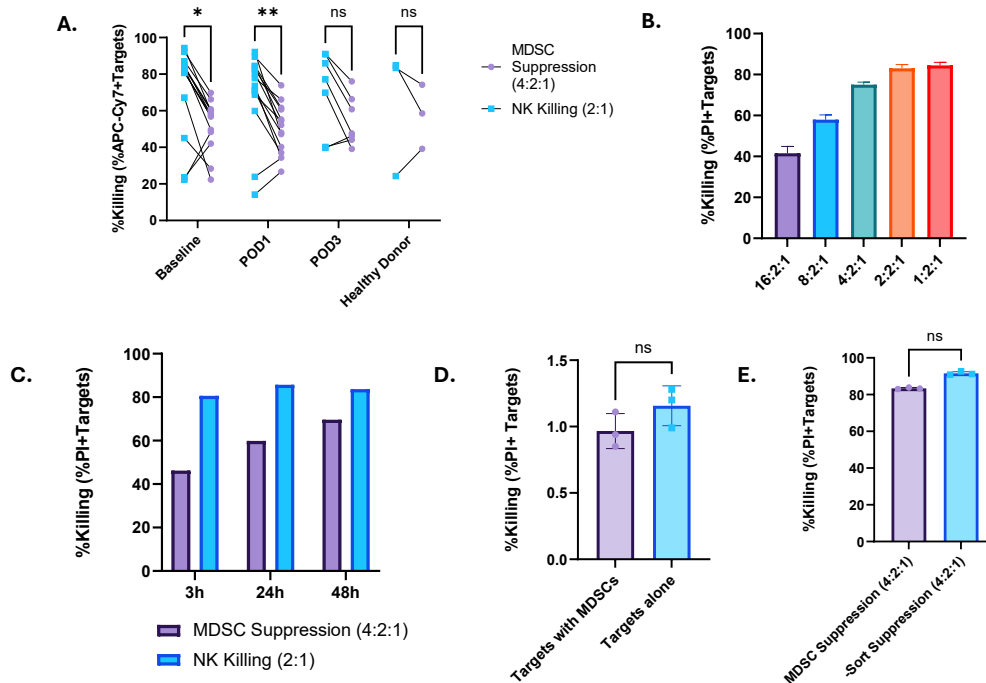 A.
* ** ns ns
%Killing (%APC-Cy7+Targets)
100
80
60
40
20
0
Baseline POD1 POD3 Healthy Donor
MDSC
Suppression
(4:2:1)
NK Killing (2:1)
B.
%Killing (%PI+Targets)
100
80
60
40
20
0
16:2:1 8:2:1 4:2:1 2:2:1 1:2:1
C.
%Killing (%PI+Targets)
100
80
60
40
20
0
3h 24h 48h
MDSC Suppression (4:2:1)
NK Killing (2:1)
D.
ns
%Killing (%PI+ Targets)
1.5
1.0
0.5
0.0
Targets with MDSCs Targets alone
E.
ns
%Killing (%PI+Targets)
100
80
60
40
20
0
MDSC Suppression (4:2:1) -Sort Suppression (4:2:1)